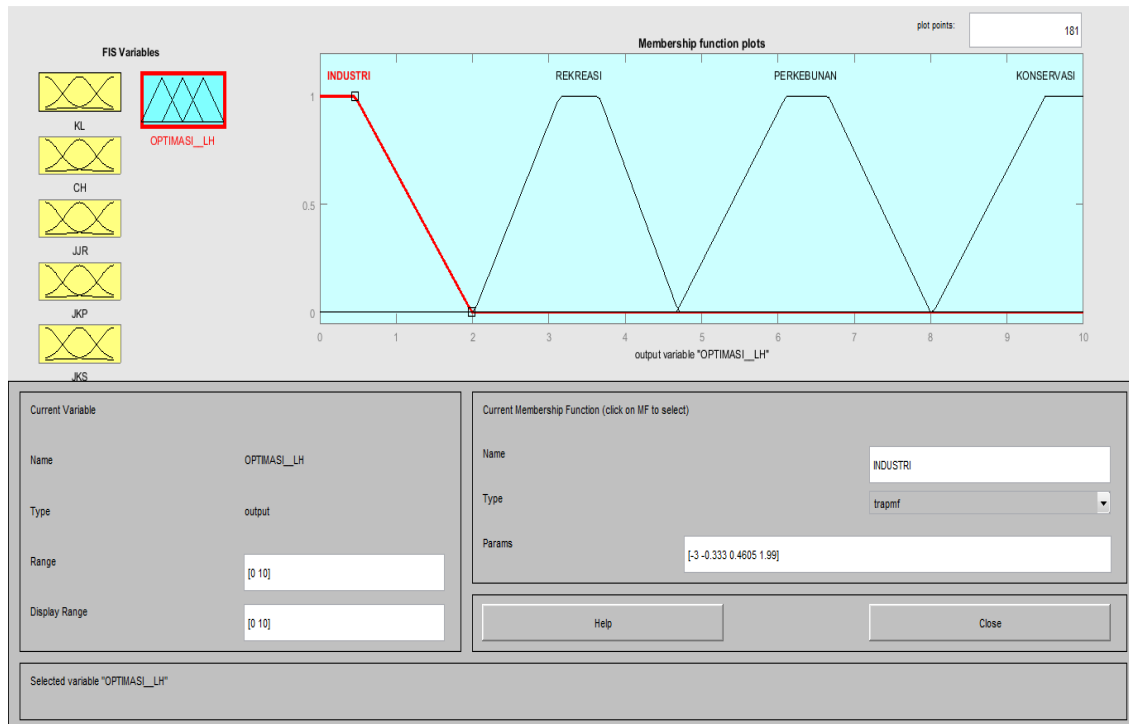 plot points:
181
FIS Variables
Membership function plots
KL
CH
JJR
JKP
JKS
OPTIMASI__LH
INDUSTRI
REKREASI
PERKEBUNAN
KONSERVASI
1
0.5
0
0 1 2 3 4 5 6 7 8 9 10
output variable "OPTIMASI__LH"
Current Variable
Name OPTIMASI__LH
Type output
Range [0 10]
Display Range [0 10]
Current Membership Function (click on MF to select)
Name INDUSTRI
Type trapmf
Params [-3 -0.333 0.4605 1.99]
Help Close
Selected variable "OPTIMASI__LH"